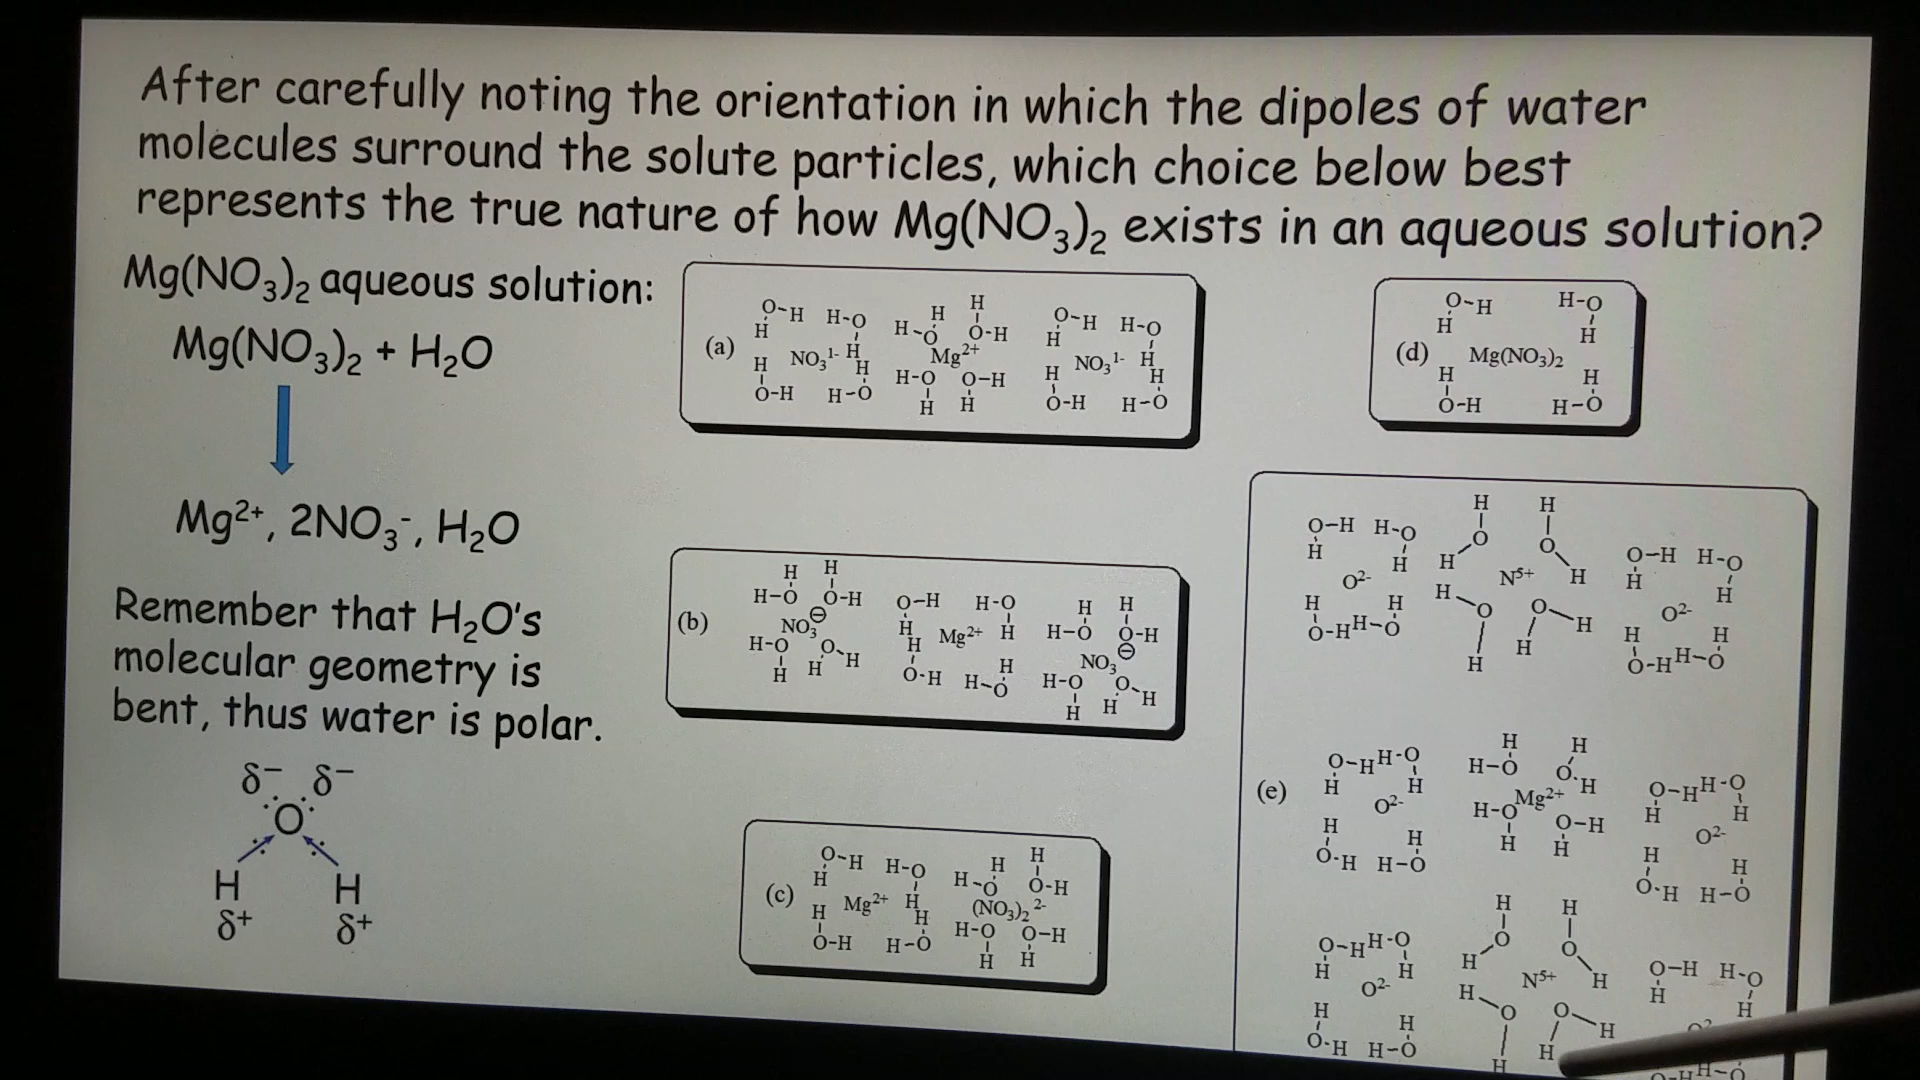 After carefully noting the orientation in which the dipoles of water
molecules surround the solute particles, which choice below best
represents the true nature of how Mg(NO₃)₂ exists in an aqueous solution?
Mg(NO₃)₂ aqueous solution:
Mg(NO₃)₂ + H₂O
Mg²⁺, 2NO₃⁻, H₂O
Remember that H₂O's
molecular geometry is
bent, thus water is polar.
δ⁻ δ⁻
O
H H
δ⁺ δ⁺
(a)
O-H H-O H H O-H H-O
H H-O O-H H
H NO₃¹⁻ H Mg²⁺ H NO₃¹⁻ H
H H-O O-H H
O-H H-O H H O-H H-O
(b)
H H
H-O O-H O-H H-O H H
NO₃⊖ H Mg²⁺ H H-O O-H
H-O O-H H H NO₃⊖
H H O-H H-O H-O O-H
H H
(c)
O-H H-O H H
H H-O O-H
H Mg²⁺ H (NO₃)₂²⁻
H H-O O-H
O-H H-O H H
(d)
O-H H-O
H H
Mg(NO₃)₂
H H
O-H H-O
(e)
H H
O-H H-O O O O-H H-O
H H H H H H
O²⁻ N⁵⁺ O²⁻
H H H O O H H H
O-H H-O H H O-H H-O
H H
O-H H-O H-O O-H O-H H-O
H H Mg²⁺ H H
O²⁻ H-O O-H O²⁻
H H H H H H
O-H H-O O-H H-O
H H
O-H H-O O O O-H H-O
H H H H H H
O²⁻ N⁵⁺
H H H O O H
O-H H-O H H